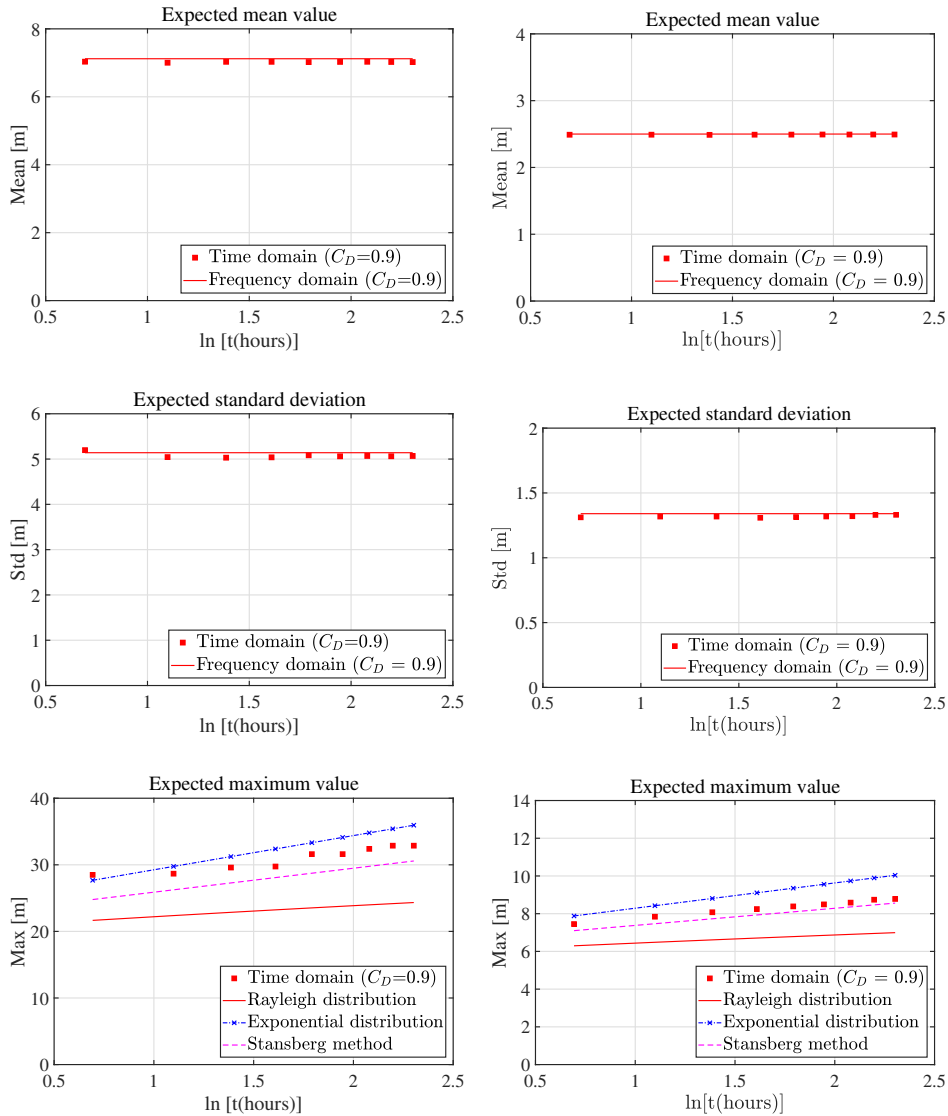 Expected mean value
8
6
4
2
0
Mean [m]
Time domain (C_D=0.9)
Frequency domain (C_D=0.9)
0.5 1 1.5 2 2.5
ln [t(hours)]
Expected mean value
4
3
2
1
0
Mean [m]
Time domain (C_D = 0.9)
Frequency domain (C_D = 0.9)
0.5 1 1.5 2 2.5
ln[t(hours)]
Expected standard deviation
6
5
4
3
2
1
0
Std [m]
Time domain (C_D=0.9)
Frequency domain (C_D = 0.9)
0.5 1 1.5 2 2.5
ln [t(hours)]
Expected standard deviation
2
1.5
1
0.5
0
Std [m]
Time domain (C_D = 0.9)
Frequency domain (C_D = 0.9)
0.5 1 1.5 2 2.5
ln[t(hours)]
Expected maximum value
40
30
20
10
0
Max [m]
Time domain (C_D=0.9)
Rayleigh distribution
Exponential distribution
Stansberg method
0.5 1 1.5 2 2.5
ln [t(hours)]
Expected maximum value
14
12
10
8
6
4
2
0
Max [m]
Time domain (C_D = 0.9)
Rayleigh distribution
Exponential distribution
Stansberg method
0.5 1 1.5 2 2.5
ln[t(hours)]